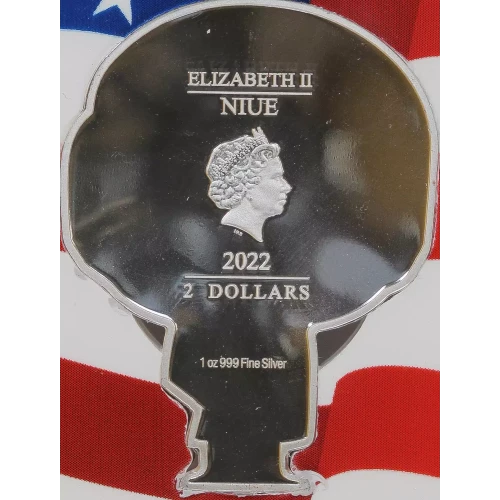 ELIZABETH II
NIUE
2022
2 DOLLARS
1 oz 999 Fine Silver